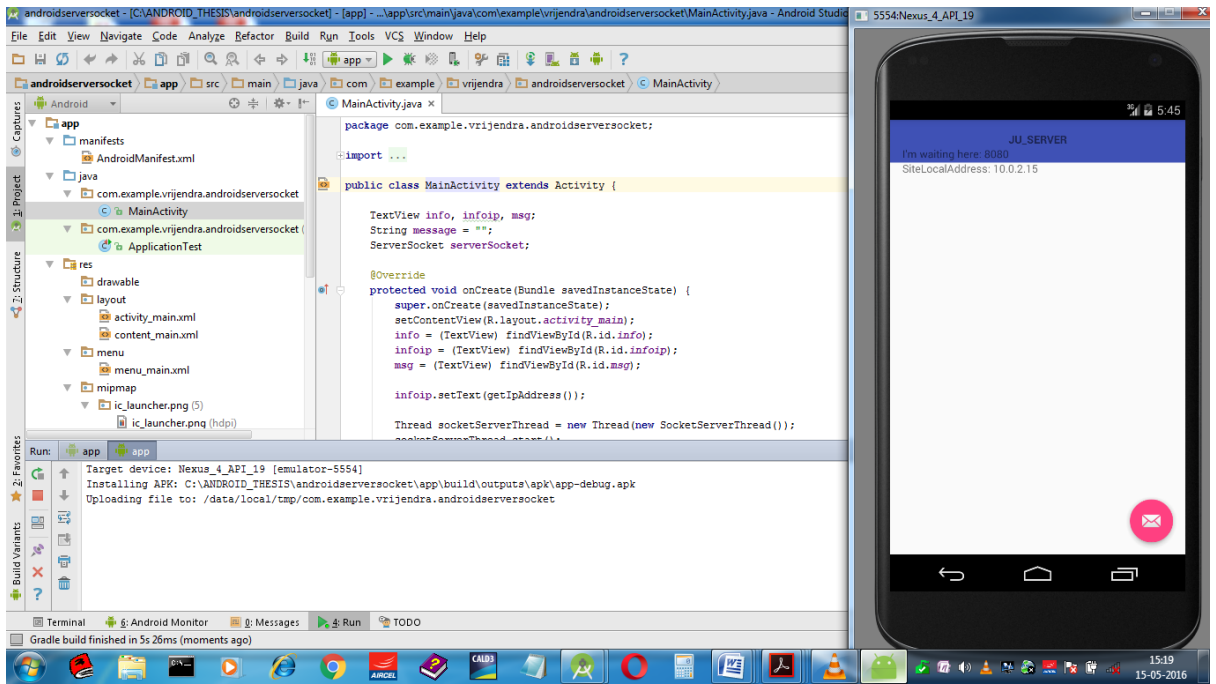 androidserversocket - [C:\ANDROID_THESIS\androidserversocket] - [app] - ...\app\src\main\java\com\example\vrijendra\androidserversocket\MainActivity.java - Android Studio
File Edit View Navigate Code Analyze Refactor Build Run Tools VCS Window Help
app
androidserversocket app src main java com example vrijendra androidserversocket MainActivity
Android
MainActivity.java
Captures
1: Project
7: Structure
2: Favorites
Build Variants
app
manifests
AndroidManifest.xml
java
com.example.vrijendra.androidserversocket
MainActivity
com.example.vrijendra.androidserversocket (
ApplicationTest
res
drawable
layout
activity_main.xml
content_main.xml
menu
menu_main.xml
mipmap
ic_launcher.png (5)
ic_launcher.png (hdpi)
package com.example.vrijendra.androidserversocket;
import ...
public class MainActivity extends Activity {
TextView info, infoip, msg;
String message = "";
ServerSocket serverSocket;
@Override
protected void onCreate(Bundle savedInstanceState) {
super.onCreate(savedInstanceState);
setContentView(R.layout.activity_main);
info = (TextView) findViewById(R.id.info);
infoip = (TextView) findViewById(R.id.infoip);
msg = (TextView) findViewById(R.id.msg);
infoip.setText(getIpAddress());
Thread socketServerThread = new Thread(new SocketServerThread());
socketServerThread.start();
Run: app app
Target device: Nexus_4_API_19 [emulator-5554]
Installing APK: C:\ANDROID_THESIS\androidserversocket\app\build\outputs\apk\app-debug.apk
Uploading file to: /data/local/tmp/com.example.vrijendra.androidserversocket
Terminal 6: Android Monitor 0: Messages 4: Run TODO
Gradle build finished in 5s 26ms (moments ago)
5554:Nexus_4_API_19
3G 5:45
JU_SERVER
I'm waiting here: 8080
SiteLocalAddress: 10.0.2.15
AIRCEL
CALD3
15:19
15-05-2016